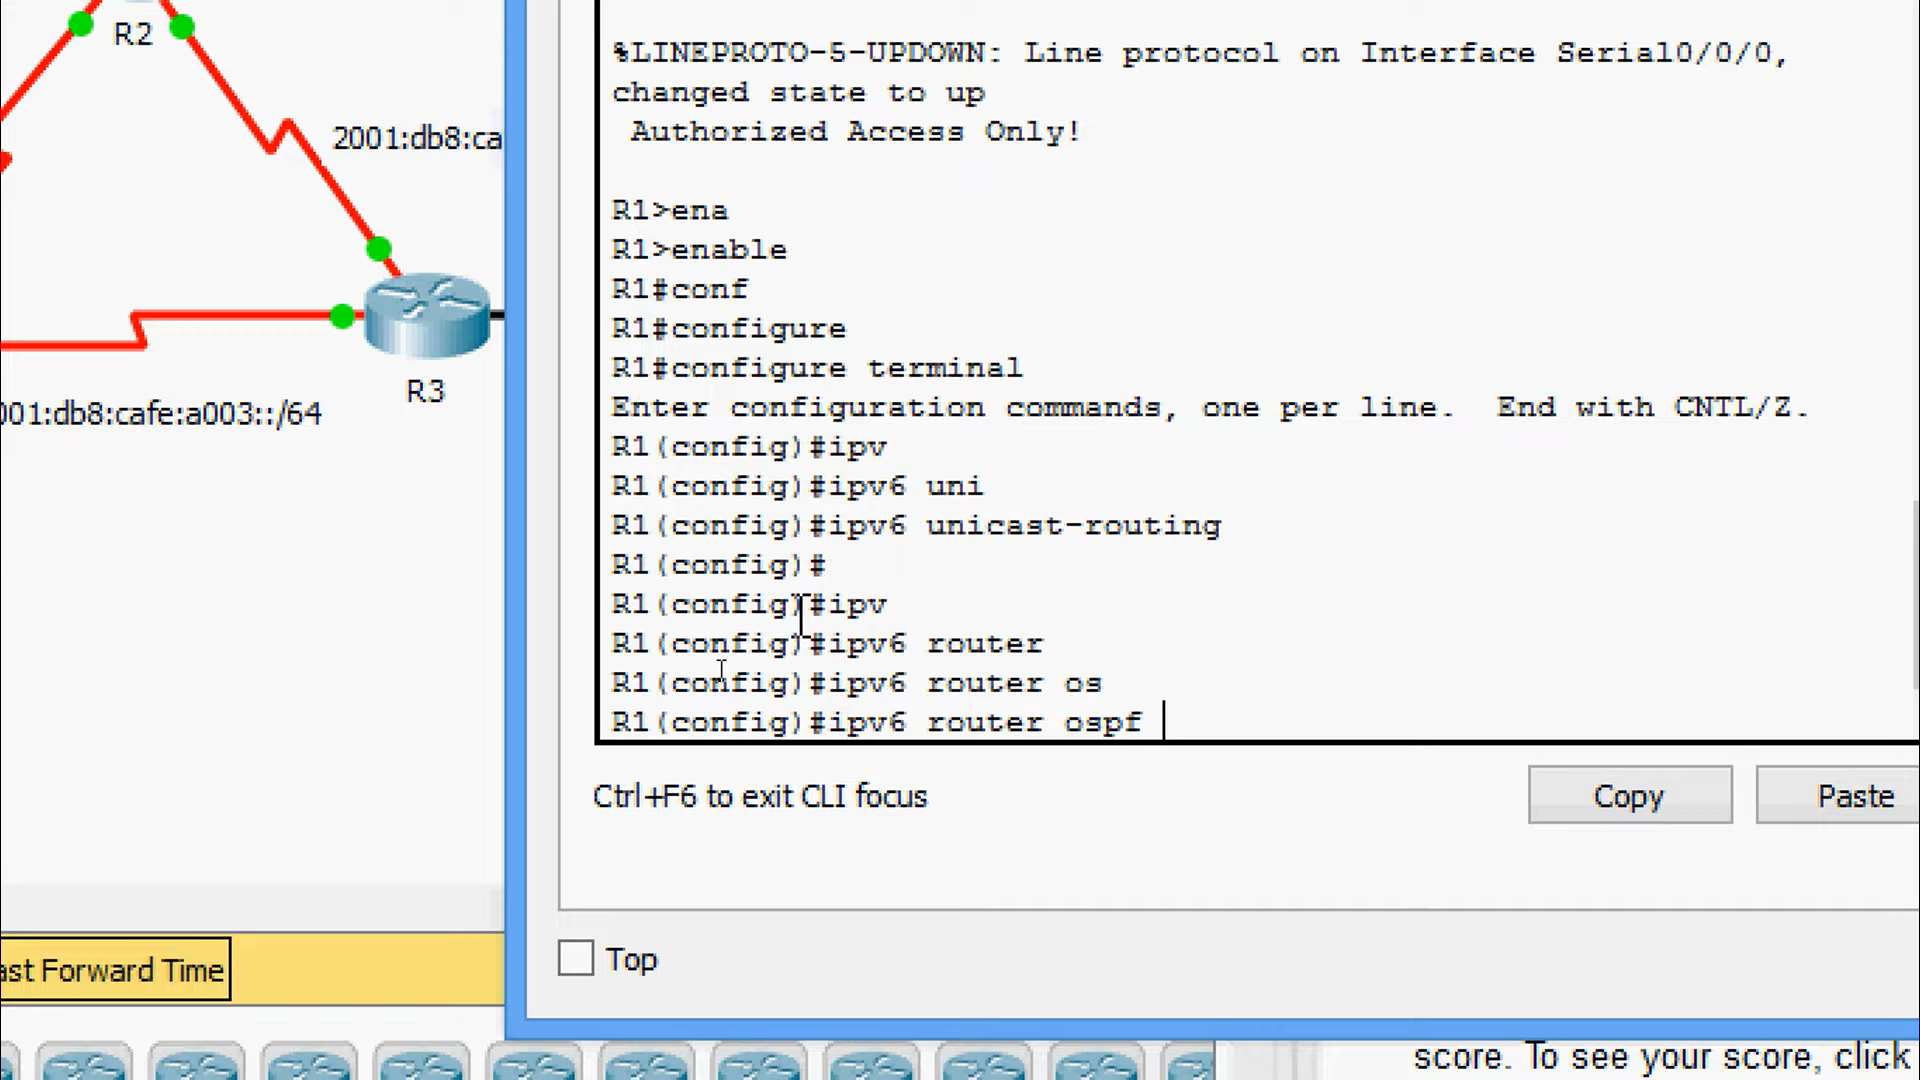 R2
2001:db8:ca
R3
001:db8:cafe:a003::/64
%LINEPROTO-5-UPDOWN: Line protocol on Interface Serial0/0/0,
changed state to up
Authorized Access Only!
R1>ena
R1>enable
R1#conf
R1#configure
R1#configure terminal
Enter configuration commands, one per line.  End with CNTL/Z.
R1(config)#ipv
R1(config)#ipv6 uni
R1(config)#ipv6 unicast-routing
R1(config)#
R1(config)#ipv
R1(config)#ipv6 router
R1(config)#ipv6 router os
R1(config)#ipv6 router ospf
Ctrl+F6 to exit CLI focus
Copy
Paste
Top
ast Forward Time
score. To see your score, click